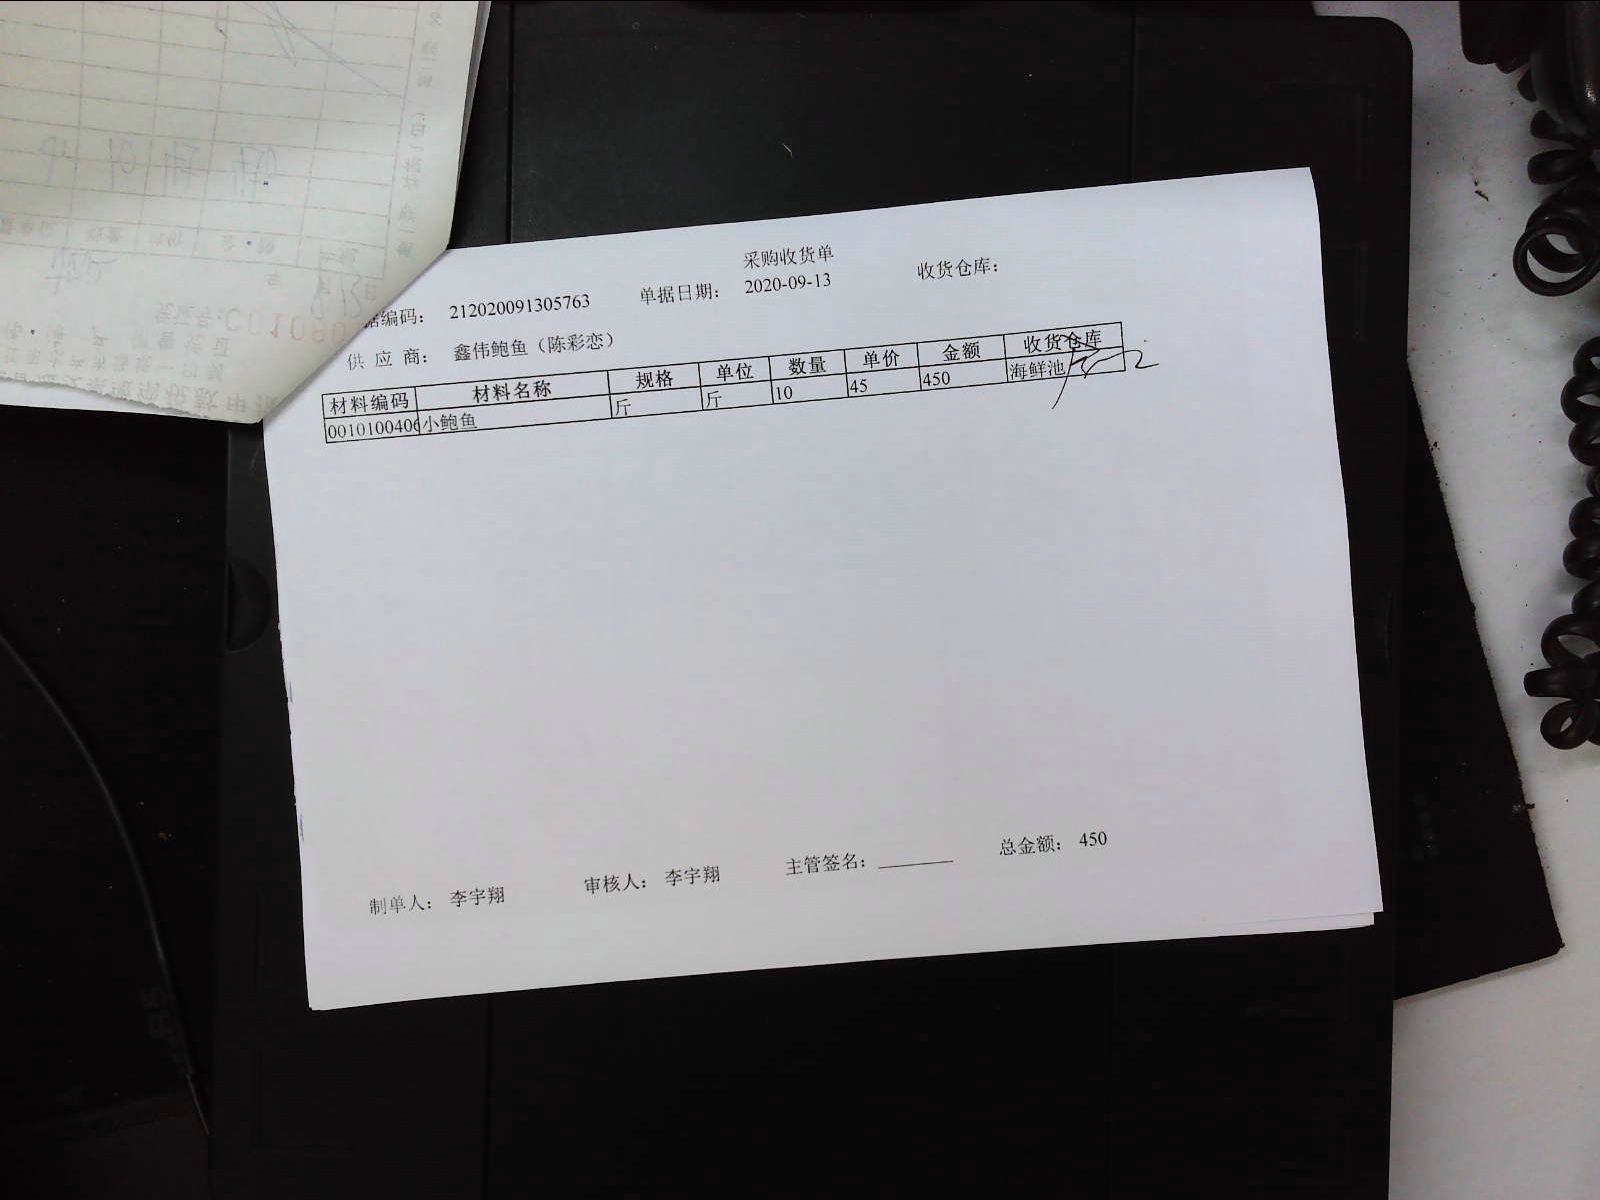 采购收货单
据编码： 212020091305763 单据日期： 2020-09-13 收货仓库：
供 应 商： 鑫伟鲍鱼（陈彩恋）
材料编码 材料名称 规格 单位 数量 单价 金额 收货仓库
0010100406 小鲍鱼 斤 斤 10 45 450 海鲜池
制单人： 李宇翔 审核人： 李宇翔 主管签名： 总金额： 450